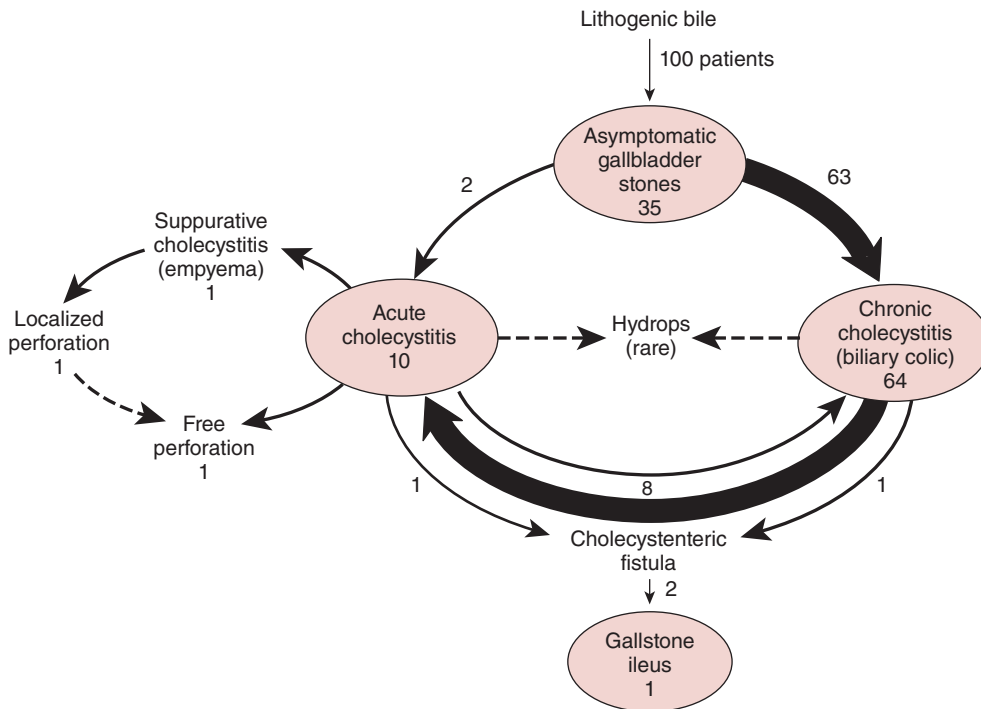 Lithogenic bile
100 patients
Asymptomatic
gallbladder
stones
35
2
63
Suppurative
cholecystitis
(empyema)
1
Localized
perforation
1
Acute
cholecystitis
10
Hydrops
(rare)
Chronic
cholecystitis
(biliary colic)
64
Free
perforation
1
1
8
1
Cholecystenteric
fistula
2
Gallstone
ileus
1